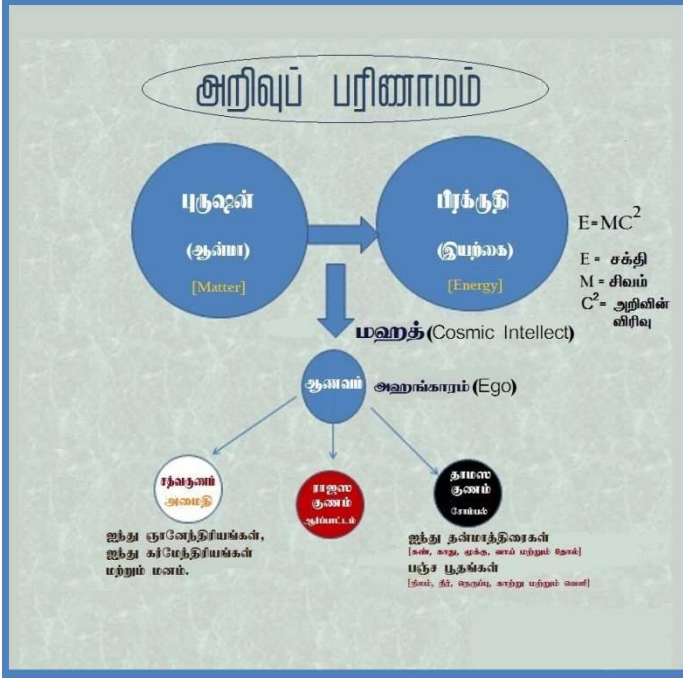 அறிவுப் பரிணாமம்
புருஷன்
(ஆன்மா)
[Matter]
பிரக்ருதி
(இயற்கை)
[Energy]
E=MC²
E = சக்தி
M = சிவம்
C²= அறிவின்
விரிவு
மஹத் (Cosmic Intellect)
ஆணவம்
அஹங்காரம் (Ego)
சத்வகுணம்
அமைதி
ராஜஸ
குணம்
ஆர்ப்பாட்டம்
தாமஸ
குணம்
சோம்பல்
ஐந்து ஞானேந்திரியங்கள்,
ஐந்து கர்மேந்திரியங்கள்
மற்றும் மனம்.
ஐந்து தன்மாத்திரைகள்
[கண், காது, மூக்கு, வாய் மற்றும் தோல்]
பஞ்ச பூதங்கள்
[நிலம், நீர், நெருப்பு, காற்று மற்றும் வெளி]